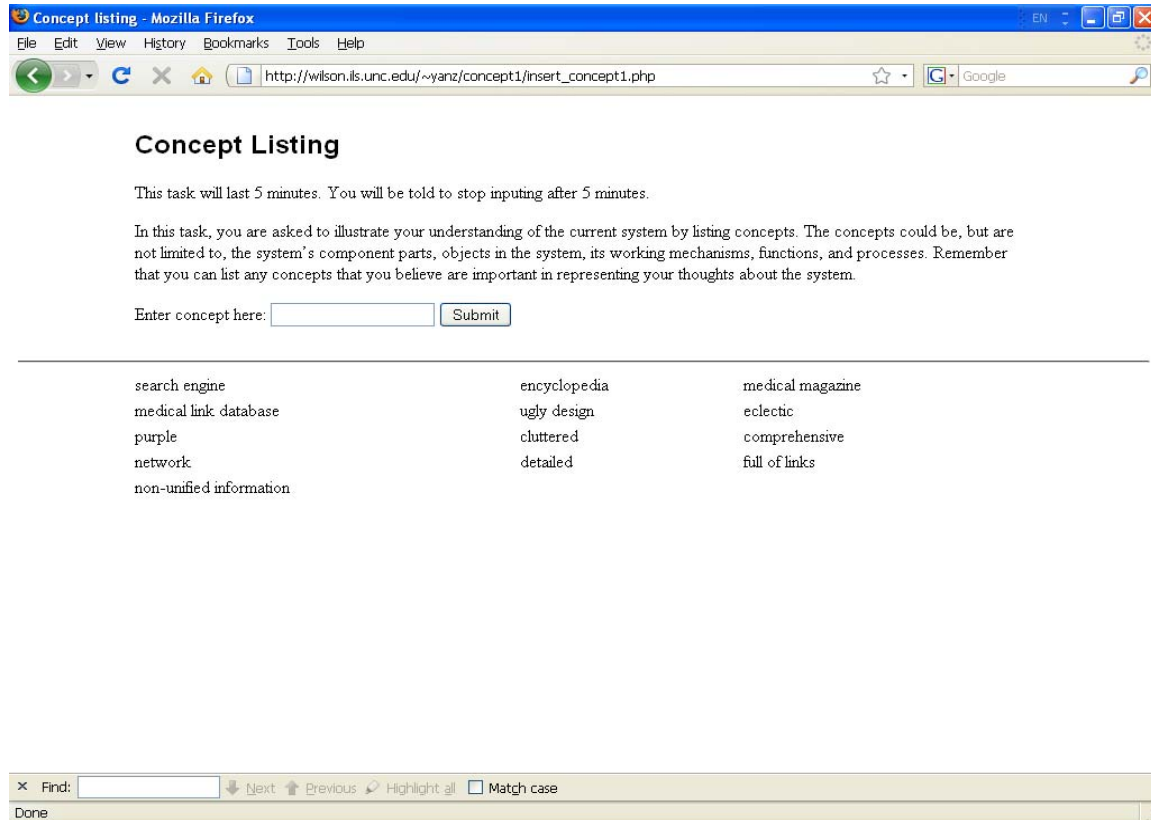 Concept listing - Mozilla Firefox
EN
File Edit View History Bookmarks Tools Help
http://wilson.ils.unc.edu/~yanz/concept1/insert_concept1.php
G Google
Concept Listing
This task will last 5 minutes. You will be told to stop inputing after 5 minutes.
In this task, you are asked to illustrate your understanding of the current system by listing concepts. The concepts could be, but are
not limited to, the system's component parts, objects in the system, its working mechanisms, functions, and processes. Remember
that you can list any concepts that you believe are important in representing your thoughts about the system.
Enter concept here: Submit
search engine encyclopedia medical magazine
medical link database ugly design eclectic
purple cluttered comprehensive
network detailed full of links
non-unified information
Find: Next Previous Highlight all Match case
Done